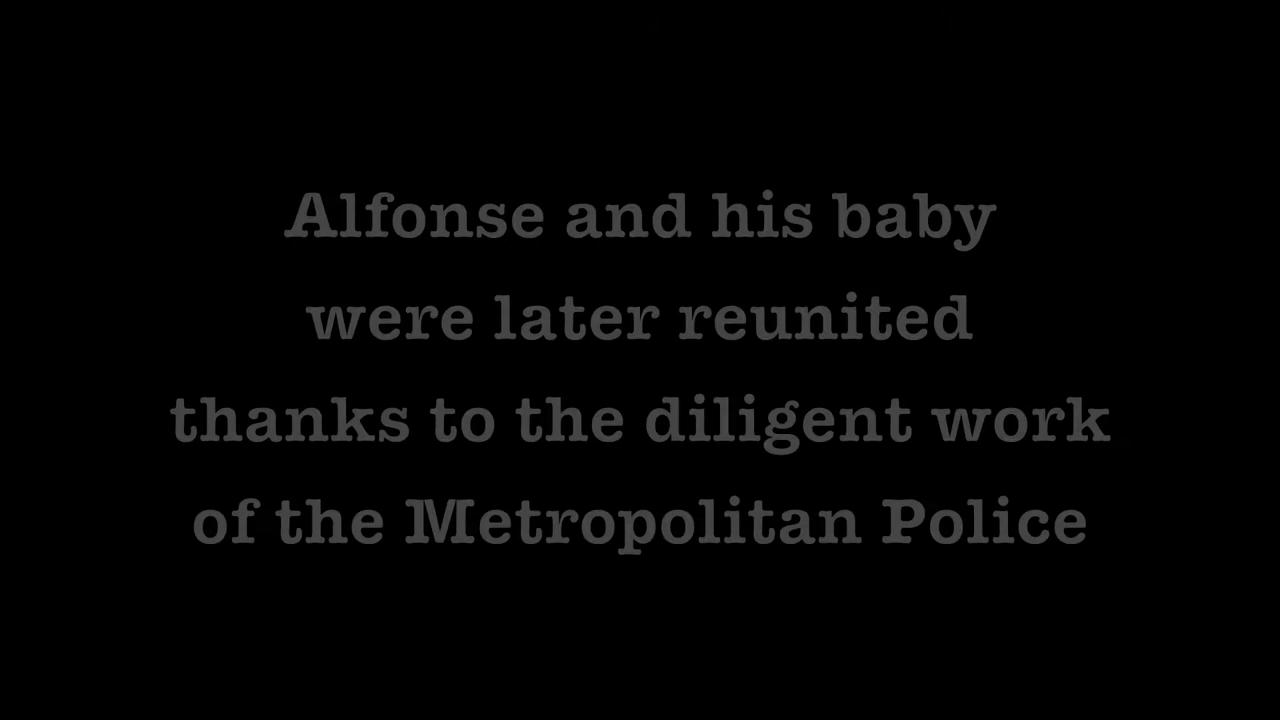 Alfonse and his baby
were later reunited
thanks to the diligent work
of the Metropolitan Police